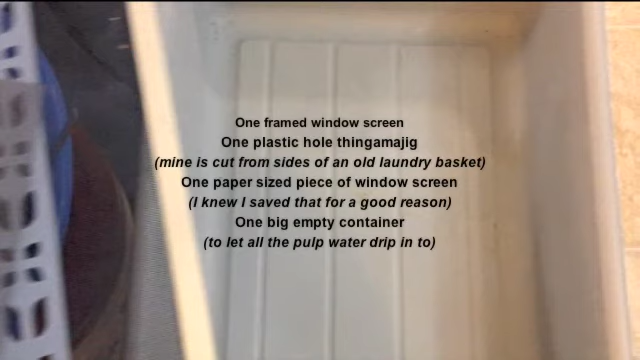 One framed window screen
One plastic hole thingamajig
(mine is cut from sides of an old laundry basket)
One paper sized piece of window screen
(I knew I saved that for a good reason)
One big empty container
(to let all the pulp water drip in to)